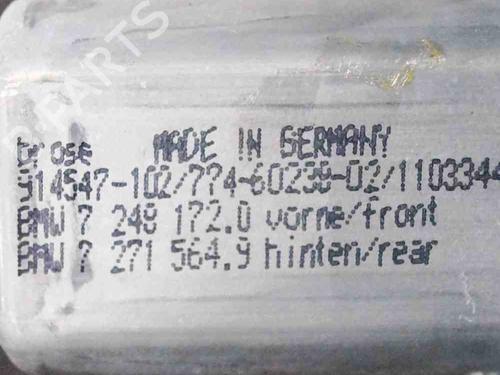 B-PARTS
brose MADE IN GERMANY
914547-102/774-60238-02/1103344
BMW 7 248 172.0 vorne/front
BMW 7 271 564.9 hinten/rear